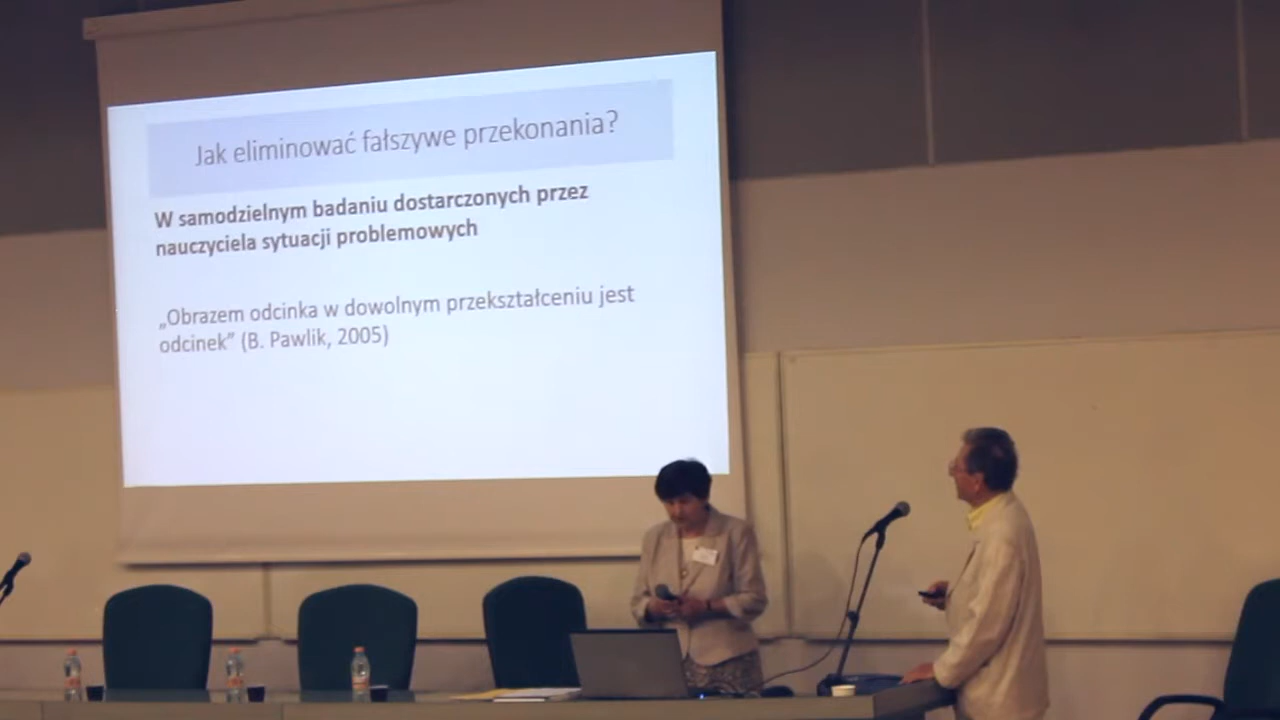 Jak eliminować fałszywe przekonania?
W samodzielnym badaniu dostarczonych przez
nauczyciela sytuacji problemowych
„Obrazem odcinka w dowolnym przekształceniu jest
odcinek” (B. Pawlik, 2005)